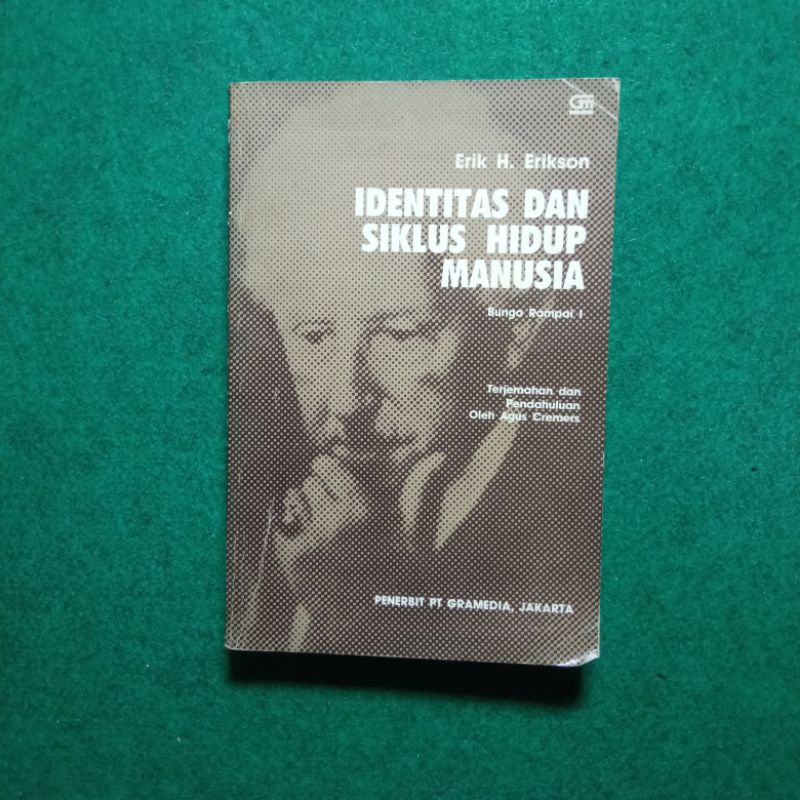 GM
Erik H. Erikson
IDENTITAS DAN
SIKLUS HIDUP
MANUSIA
Bunga Rampai I
Terjemahan dan
Pendahuluan
Oleh Agus Cremers
PENERBIT PT GRAMEDIA, JAKARTA